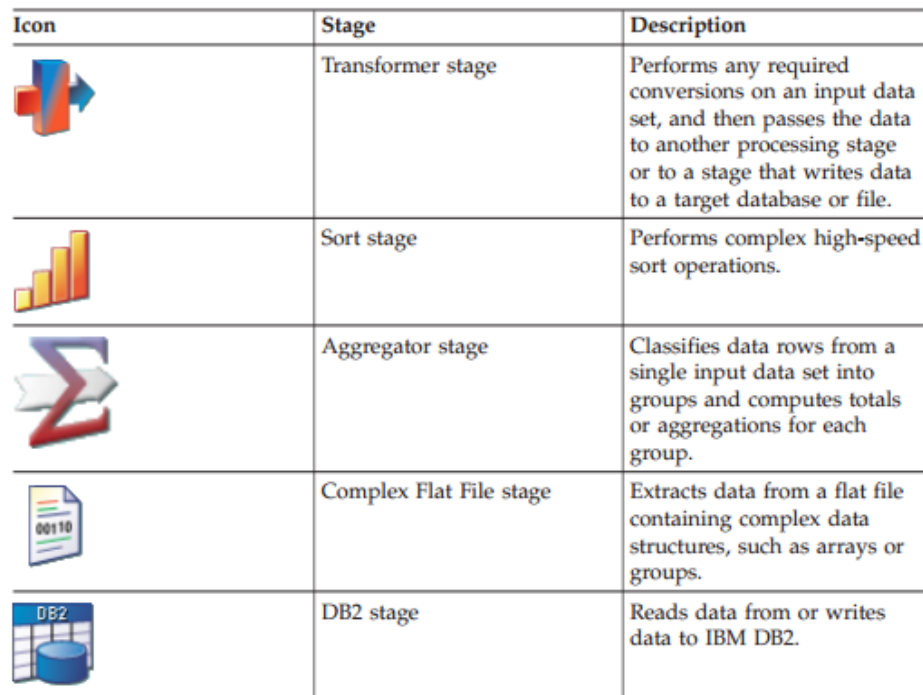 Icon Stage Description
Transformer stage Performs any required
conversions on an input data
set, and then passes the data
to another processing stage
or to a stage that writes data
to a target database or file.
Sort stage Performs complex high-speed
sort operations.
Aggregator stage Classifies data rows from a
single input data set into
groups and computes totals
or aggregations for each
group.
00110
Complex Flat File stage Extracts data from a flat file
containing complex data
structures, such as arrays or
groups.
DB2
DB2 stage Reads data from or writes
data to IBM DB2.